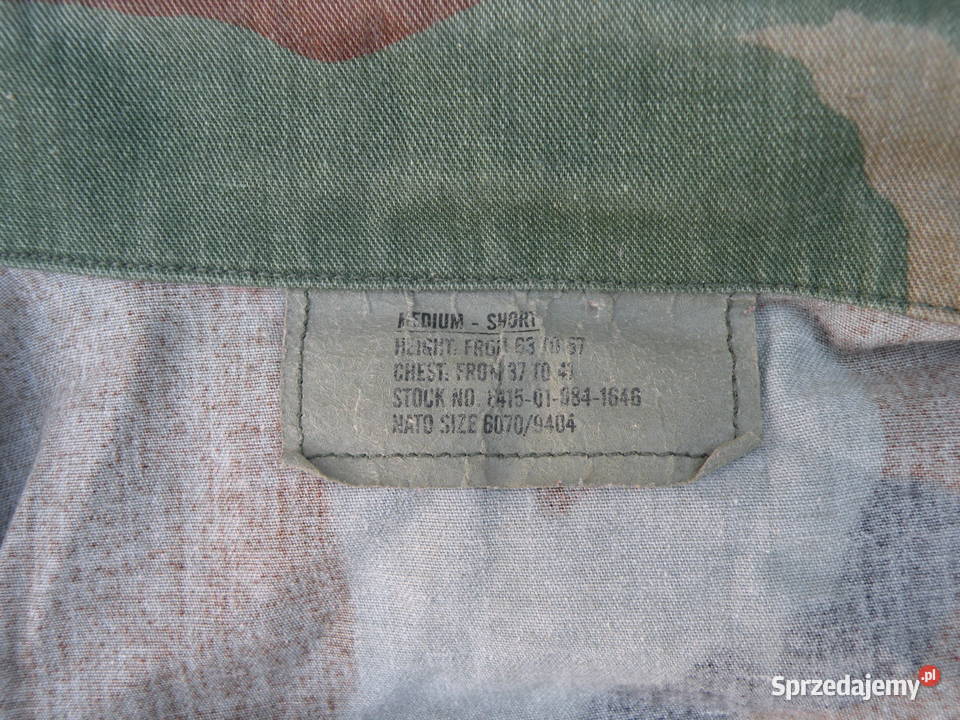 MEDIUM - SHORT
HEIGHT: FROM 63 TO 67
CHEST: FROM 37 TO 41
STOCK NO. 8415-01-084-1646
NATO SIZE 6070/9404
Sprzedajemy.pl